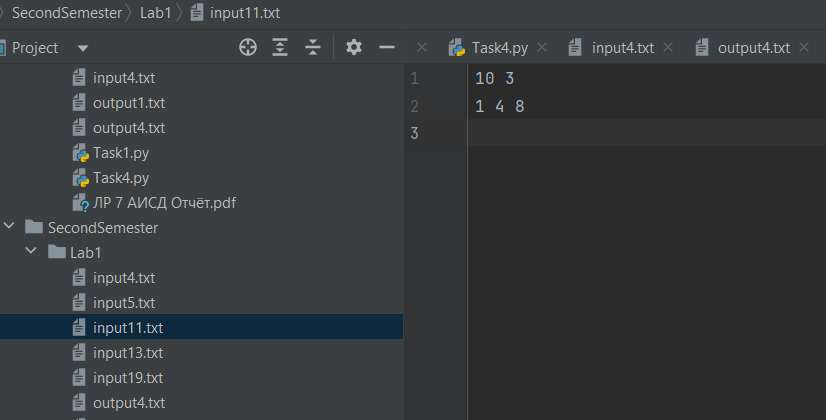 SecondSemester Lab1 input11.txt
Project
Task4.py input4.txt output4.txt
input4.txt
output1.txt
output4.txt
Task1.py
Task4.py
ЛР 7 АИСД Отчёт.pdf
SecondSemester
Lab1
input4.txt
input5.txt
input11.txt
input13.txt
input19.txt
output4.txt
1 10 3
2 1 4 8
3